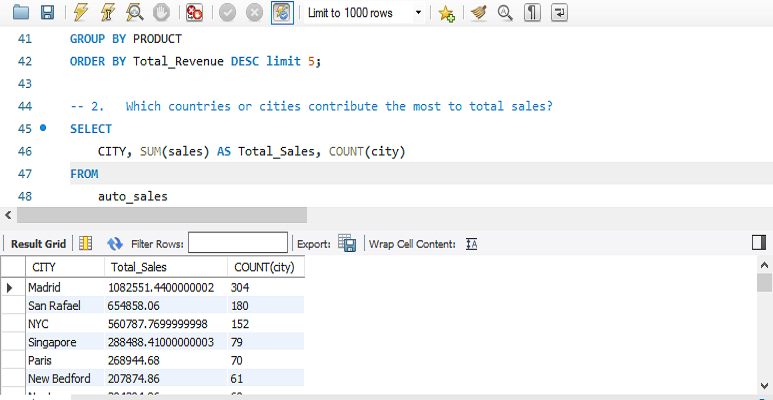 Limit to 1000 rows
41 GROUP BY PRODUCT
42 ORDER BY Total_Revenue DESC limit 5;
43
44 -- 2. Which countries or cities contribute the most to total sales?
45 SELECT
46 CITY, SUM(sales) AS Total_Sales, COUNT(city)
47 FROM
48 auto_sales
Result Grid Filter Rows: Export: Wrap Cell Content: IA
CITY Total_Sales COUNT(city)
Madrid 1082551.4400000002 304
San Rafael 654858.06 180
NYC 560787.7699999998 152
Singapore 288488.41000000003 79
Paris 268944.68 70
New Bedford 207874.86 61